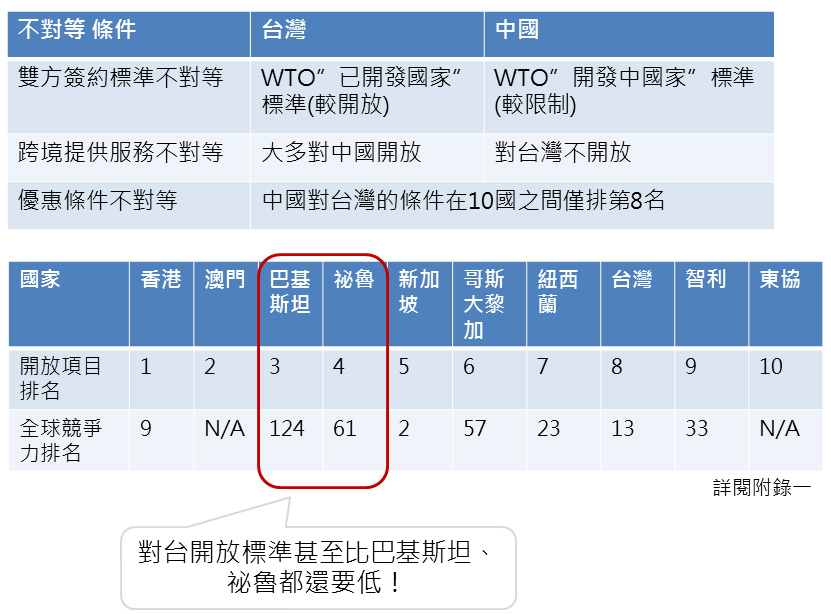 不對等 條件 台灣 中國
雙方簽約標準不對等 WTO”已開發國家” WTO”開發中國家”標準
標準(較開放) (較限制)
跨境提供服務不對等 大多對中國開放 對台灣不開放
優惠條件不對等 中國對台灣的條件在10國之間僅排第8名
國家 香港 澳門 巴基 祕魯 新加 哥斯 紐西 台灣 智利 東協
斯坦 坡 大黎 蘭
加
開放項目 1 2 3 4 5 6 7 8 9 10
排名
全球競爭 9 N/A 124 61 2 57 23 13 33 N/A
力排名
詳閱附錄一
對台開放標準甚至比巴基斯坦、
祕魯都還要低！